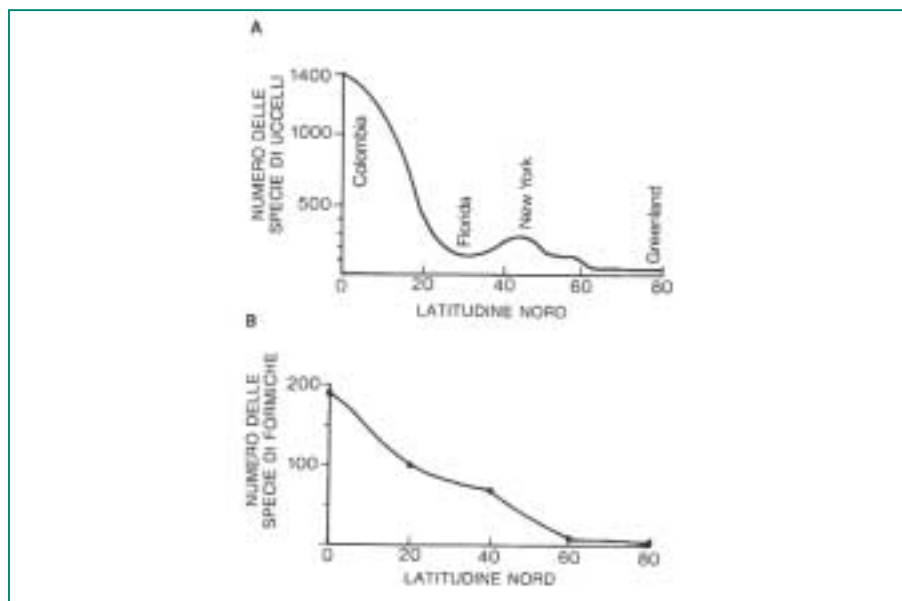 A
NUMERO DELLE
SPECIE DI UCCELLI
1400
1000
500
Colombia
Florida
New York
Greenland
0 20 40 60 80
LATITUDINE NORD
B
NUMERO DELLE
SPECIE DI FORMICHE
200
100
0 20 40 60 80
LATITUDINE NORD